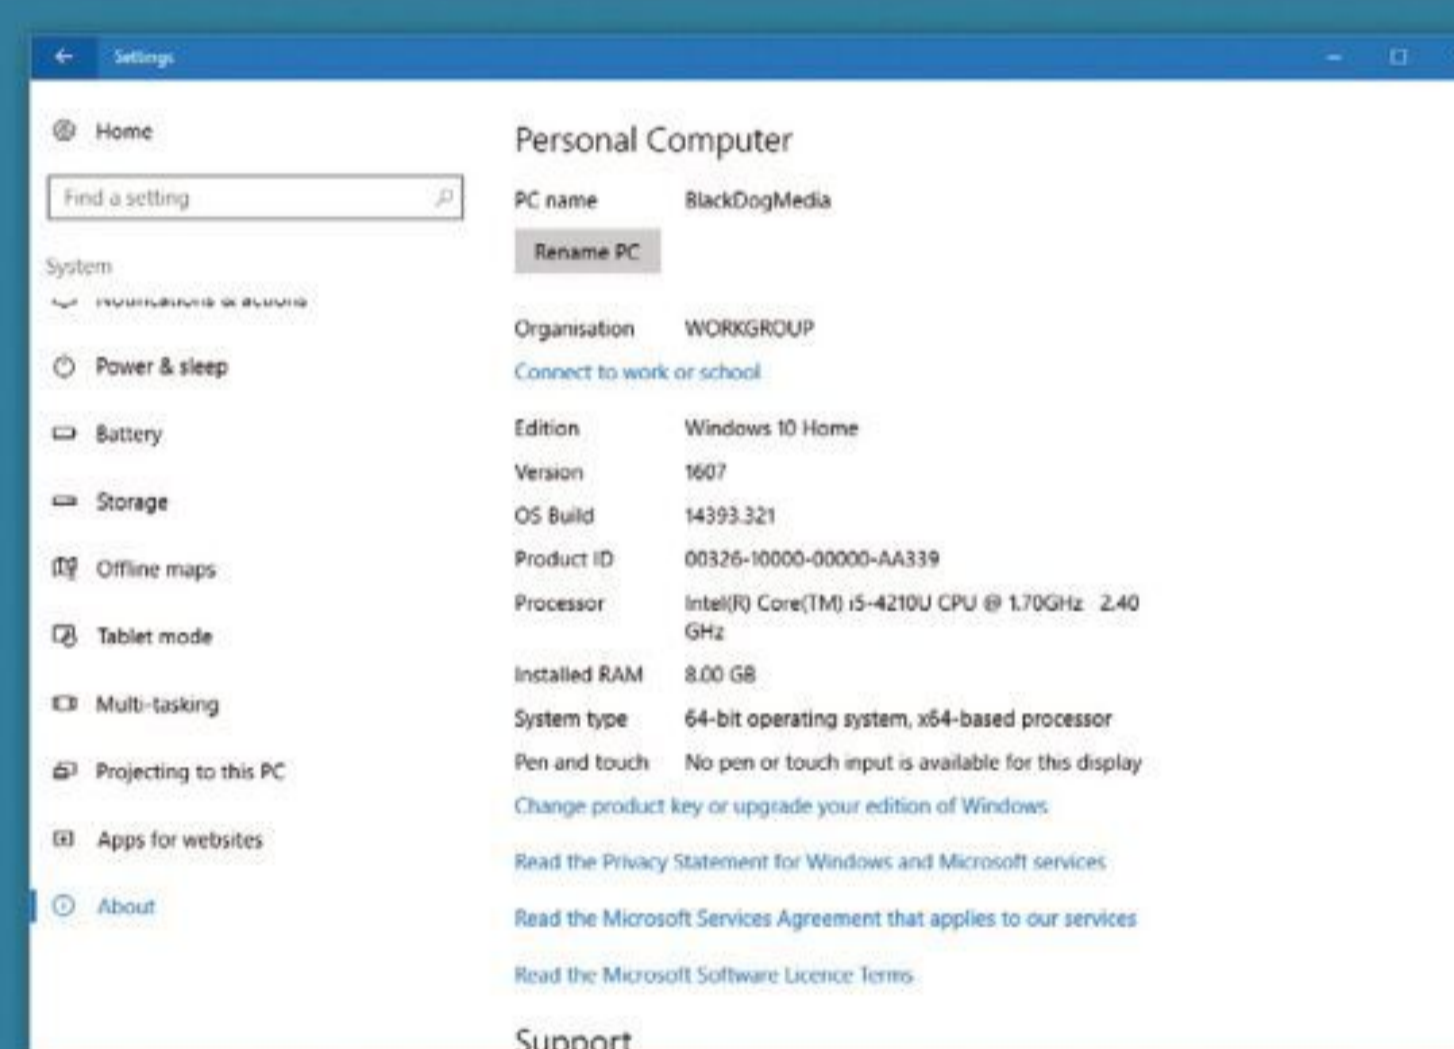 Settings
Home
Find a setting
System
Notifications & actions
Power & sleep
Battery
Storage
Offline maps
Tablet mode
Multi-tasking
Projecting to this PC
Apps for websites
About
Personal Computer
PC name BlackDogMedia
Rename PC
Organisation WORKGROUP
Connect to work or school
Edition Windows 10 Home
Version 1607
OS Build 14393.321
Product ID 00326-10000-00000-AA339
Processor Intel(R) Core(TM) i5-4210U CPU @ 1.70GHz 2.40
GHz
Installed RAM 8.00 GB
System type 64-bit operating system, x64-based processor
Pen and touch No pen or touch input is available for this display
Change product key or upgrade your edition of Windows
Read the Privacy Statement for Windows and Microsoft services
Read the Microsoft Services Agreement that applies to our services
Read the Microsoft Software Licence Terms
Support